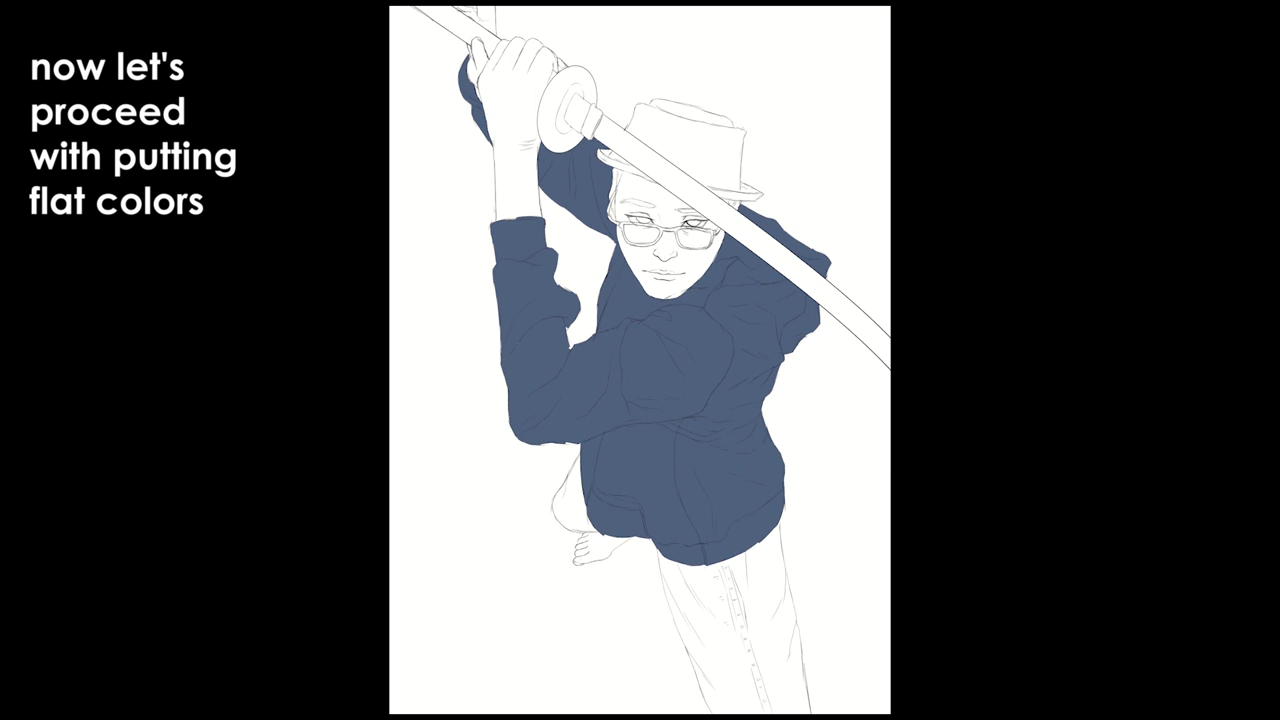 now let's
proceed
with putting
flat colors